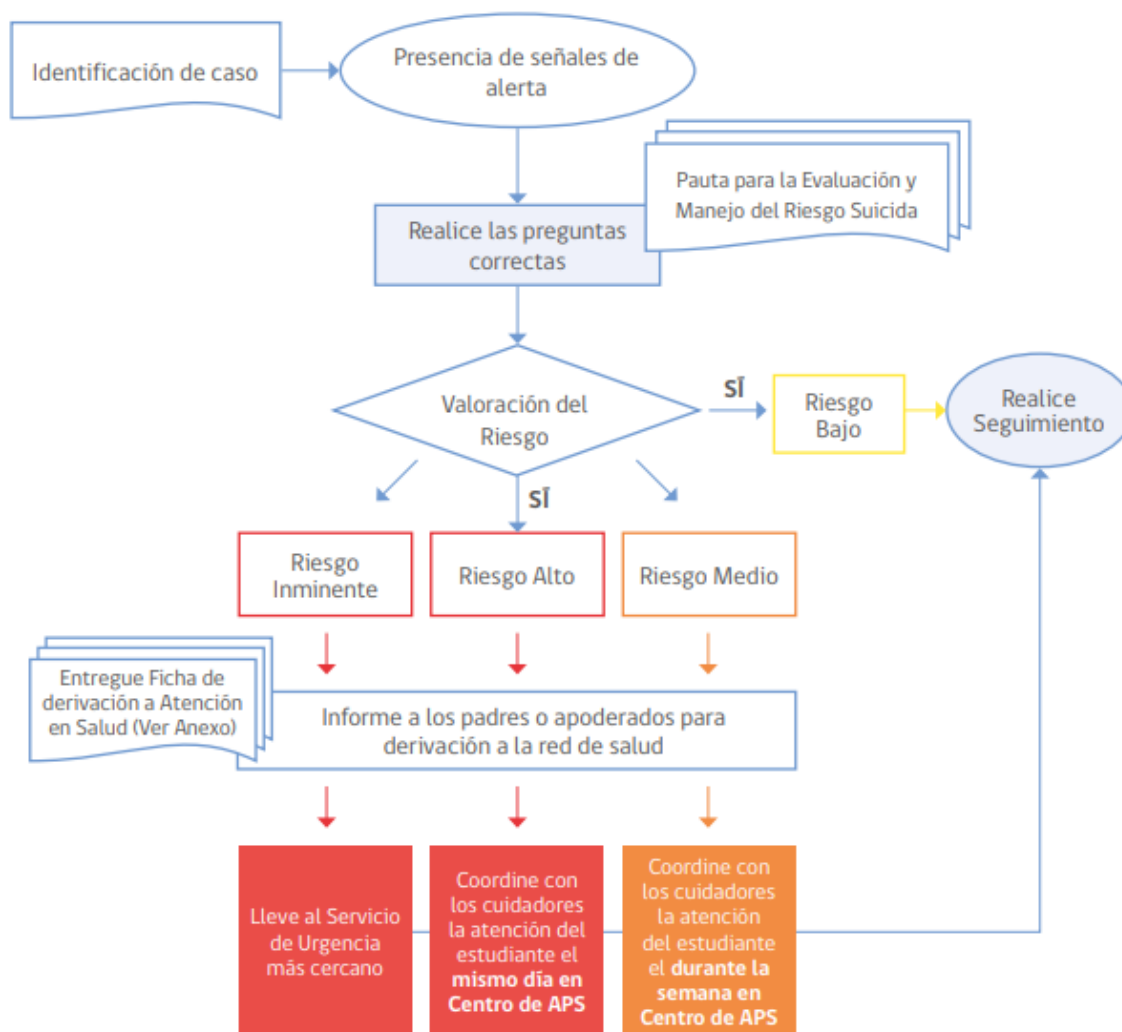 Identificación de caso
Presencia de señales de
alerta
Pauta para la Evaluación y
Manejo del Riesgo Suicida
Realice las preguntas
correctas
Valoración del
Riesgo
SĪ
Riesgo
Bajo
Realice
Seguimiento
SĪ
Riesgo
Inminente
Riesgo Alto
Riesgo Medio
Entregue Ficha de
derivación a Atención
en Salud (Ver Anexo)
Informe a los padres o apoderados para
derivación a la red de salud
Lleve al Servicio
de Urgencia
más cercano
Coordine con
los cuidadores
la atención del
estudiante el
mismo día en
Centro de APS
Coordine con
los cuidadores
la atención
del estudiante
el durante la
semana en
Centro de APS